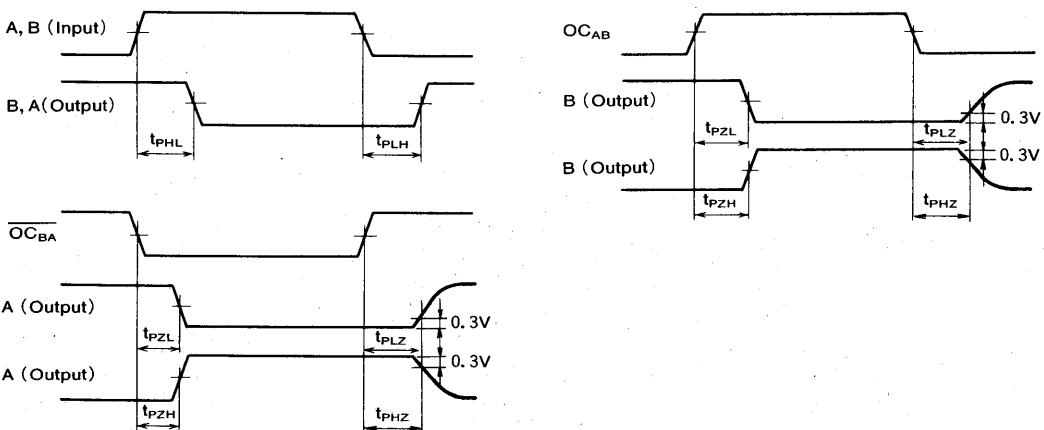 A, B (Input)
B, A (Output)
tPHL
tPLH
OCBA
A (Output)
tPZL
tPLZ
0.3V
0.3V
A (Output)
tPZH
tPHZ
OCAB
B (Output)
tPZL
tPLZ
0.3V
0.3V
B (Output)
tPZH
tPHZ